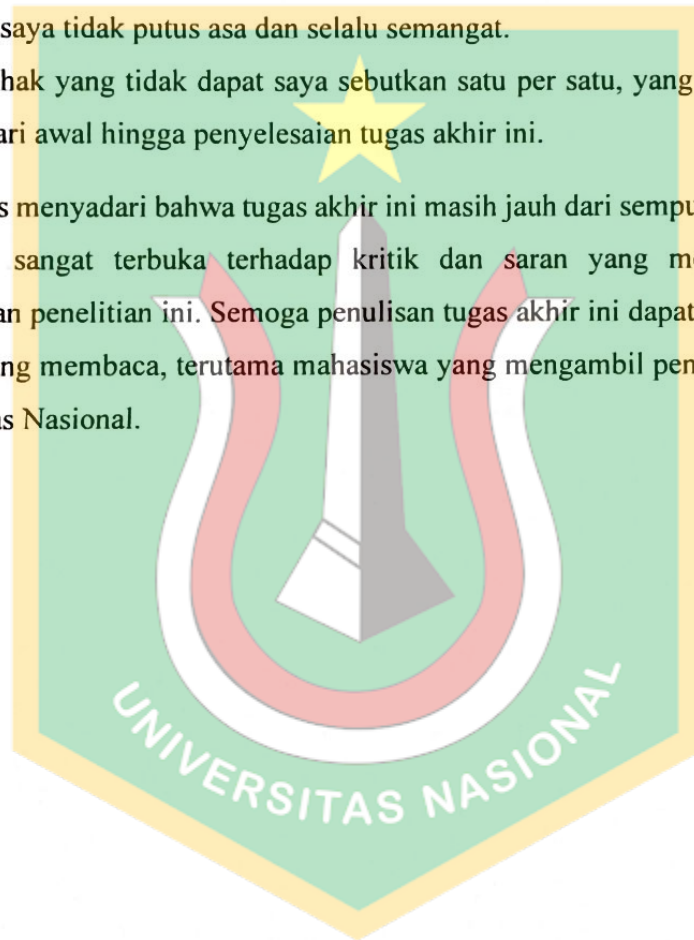 saya tidak putus asa dan selalu semangat.
hak yang tidak dapat saya sebutkan satu per satu, yang
ari awal hingga penyelesaian tugas akhir ini.
s menyadari bahwa tugas akhir ini masih jauh dari sempu
sangat terbuka terhadap kritik dan saran yang me
an penelitian ini. Semoga penulisan tugas akhir ini dapat
ng membaca, terutama mahasiswa yang mengambil pen
as Nasional.
UNIVERSITAS NASIONAL